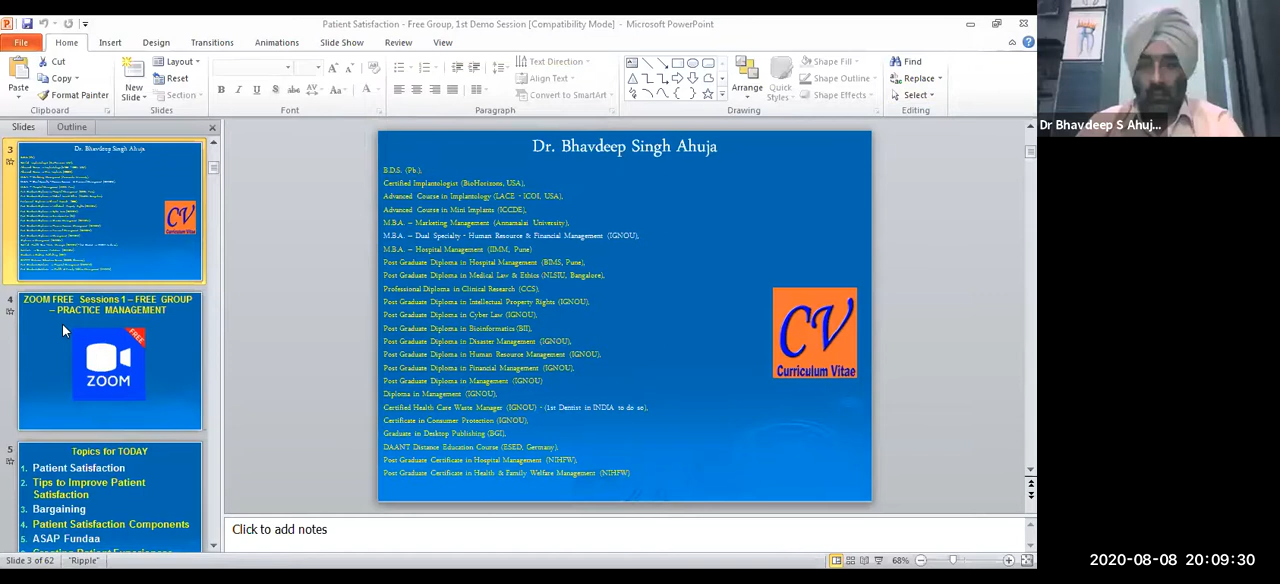 Patient Satisfaction - Free Group, 1st Demo Session [Compatibility Mode] - Microsoft PowerPoint
File Home Insert Design Transitions Animations Slide Show Review View
Paste
Cut
Copy
Format Painter
Clipboard
New Slide
Layout
Reset
Section
Slides
Font
Paragraph
Text Direction
Align Text
Convert to SmartArt
Arrange
Quick Styles
Shape Fill
Shape Outline
Shape Effects
Drawing
Find
Replace
Select
Editing
Slides Outline
3
Dr. Bhavdeep Singh Ahuja
CV
Curriculum Vitae
4
ZOOM FREE Sessions 1 – FREE GROUP
– PRACTICE MANAGEMENT
FREE
ZOOM
5
Topics for TODAY
1. Patient Satisfaction
2. Tips to Improve Patient
Satisfaction
3. Bargaining
4. Patient Satisfaction Components
5. ASAP Fundaa
Dr. Bhavdeep Singh Ahuja
B.D.S. (Pb.),
Certified Implantologist (BioHorizons, USA),
Advanced Course in Implantology (LACE - ICOI, USA),
Advanced Course in Mini Implants (ICCDE),
M.B.A. – Marketing Management (Annamalai University),
M.B.A. – Dual Specialty - Human Resource & Financial Management (IGNOU),
M.B.A. – Hospital Management (IIMM, Pune)
Post Graduate Diploma in Hospital Management (BIMS, Pune),
Post Graduate Diploma in Medical Law & Ethics (NLSIU, Bangalore),
Professional Diploma in Clinical Research (CCS),
Post Graduate Diploma in Intellectual Property Rights (IGNOU),
Post Graduate Diploma in Cyber Law (IGNOU),
Post Graduate Diploma in Bioinformatics (BII),
Post Graduate Diploma in Disaster Management (IGNOU),
Post Graduate Diploma in Human Resource Management (IGNOU),
Post Graduate Diploma in Financial Management (IGNOU),
Post Graduate Diploma in Management (IGNOU)
Diploma in Management (IGNOU),
Certified Health Care Waste Manager (IGNOU) - (1st Dentist in INDIA to do so),
Certificate in Consumer Protection (IGNOU),
Graduate in Desktop Publishing (BGI),
DAANT Distance Education Course (ESED, Germany),
Post Graduate Certificate in Hospital Management (NIHFW),
Post Graduate Certificate in Health & Family Welfare Management (NIHFW)
CV
Curriculum Vitae
Click to add notes
Slide 3 of 62 "Ripple" 68%
Dr Bhavdeep S Ahuj...
2020-08-08 20:09:30